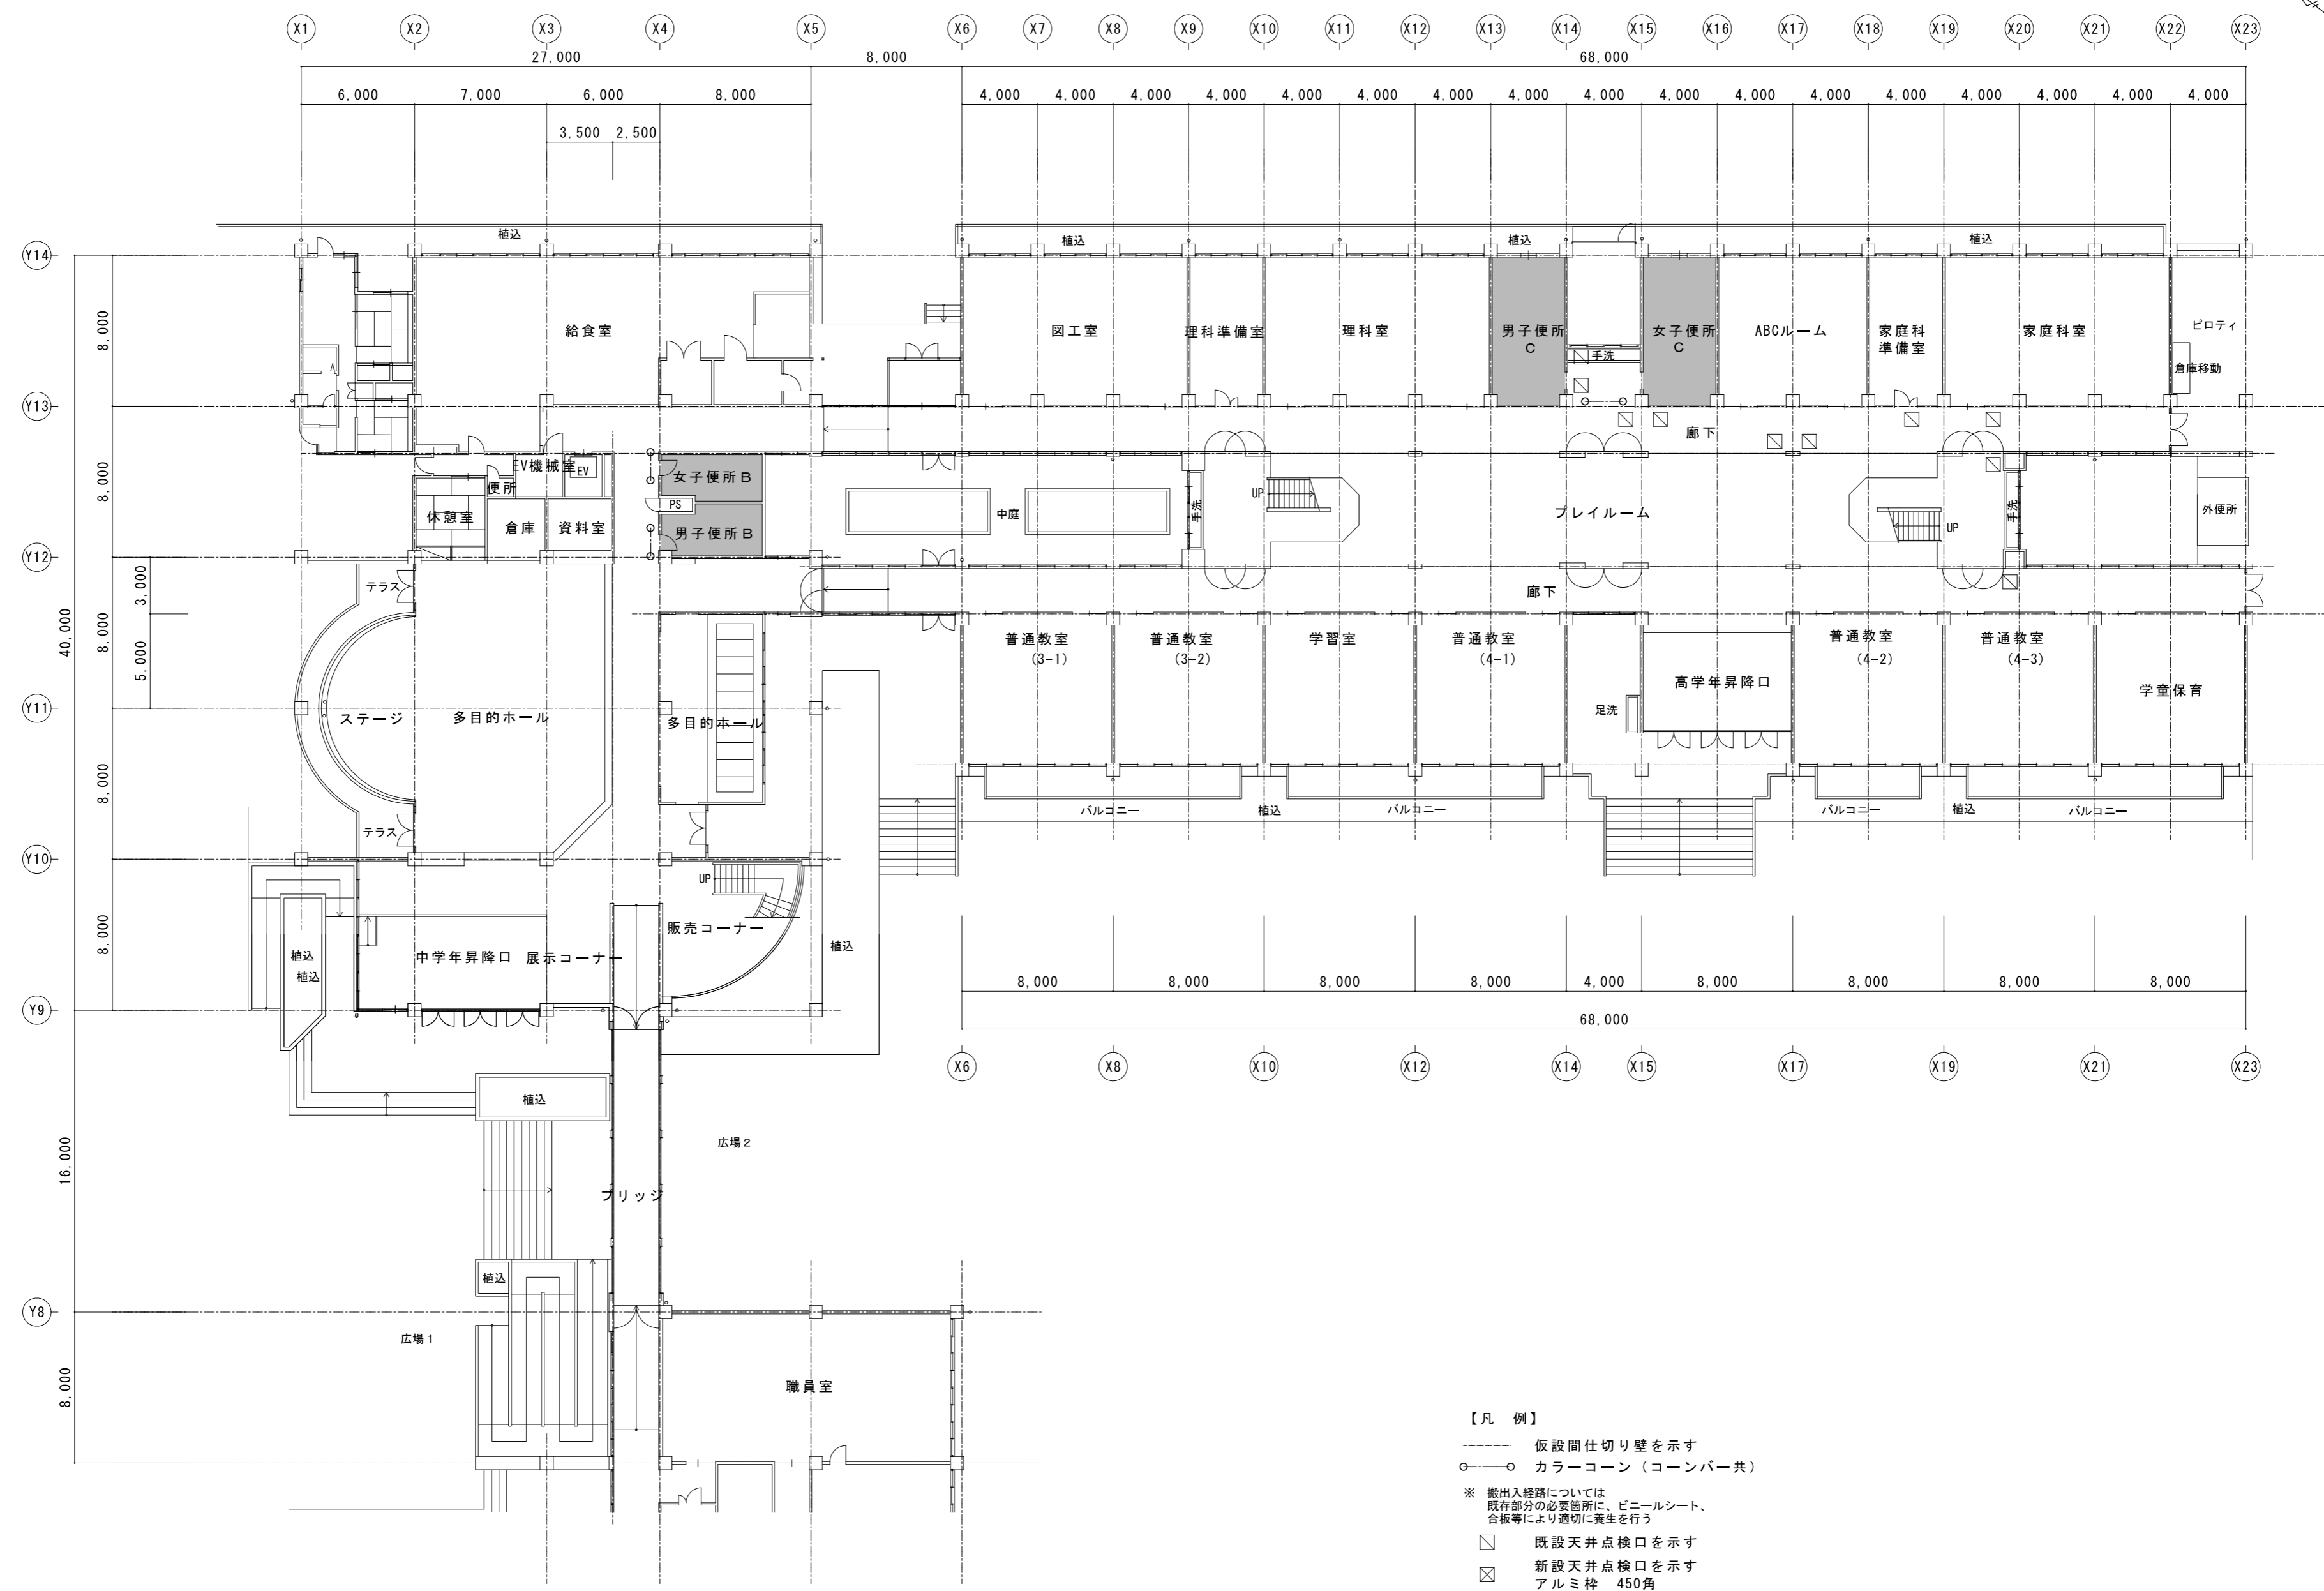 X1 X2 X3 X4 X5 X6 X7 X8 X9 X10 X11 X12 X13 X14 X15 X16 X17 X18 X19 X20 X21 X22 X23
27,000 8,000 68,000
6,000 7,000 6,000 8,000 4,000 4,000 4,000 4,000 4,000 4,000 4,000 4,000 4,000 4,000 4,000 4,000 4,000 4,000 4,000 4,000 4,000
3,500 2,500
植込 植込 植込 植込
Y14
8,000
給食室 図工室 理科準備室 理科室 男子便所 C 手洗 女子便所 C ABCルーム 家庭科 準備室 家庭科室 ピロティ
倉庫移動
Y13
廊下
8,000
EV機械室 EV 女子便所B
便所 PS
休憩室 倉庫 資料室 男子便所B 中庭 手洗 UP プレイルーム UP 手洗 外便所
Y12
テラス
廊下
40,000 8,000 3,000 5,000
普通教室 普通教室 学習室 普通教室 普通教室 普通教室
(3-1) (3-2) (4-1) (4-2) (4-3)
高学年昇降口 学童保育
足洗
Y11
ステージ 多目的ホール 多目的ホール
8,000
バルコニー 植込 バルコニー バルコニー 植込 バルコニー
テラス
Y10
UP
8,000
販売コーナー
植込
植込
植込
中学年昇降口 展示コーナー
8,000 8,000 8,000 8,000 4,000 8,000 8,000 8,000 8,000
Y9
68,000
X6 X8 X10 X12 X14 X15 X17 X19 X21 X23
植込
広場2
16,000
ブリッジ
植込
Y8
広場1
8,000
職員室
【凡 例】
仮設間仕切り壁を示す
カラーコーン（コーンバー共）
※ 搬出入経路については
既存部分の必要箇所に、ビニールシート、
合板等により適切に養生を行う
既設天井点検口を示す
新設天井点検口を示す
アルミ枠 450角